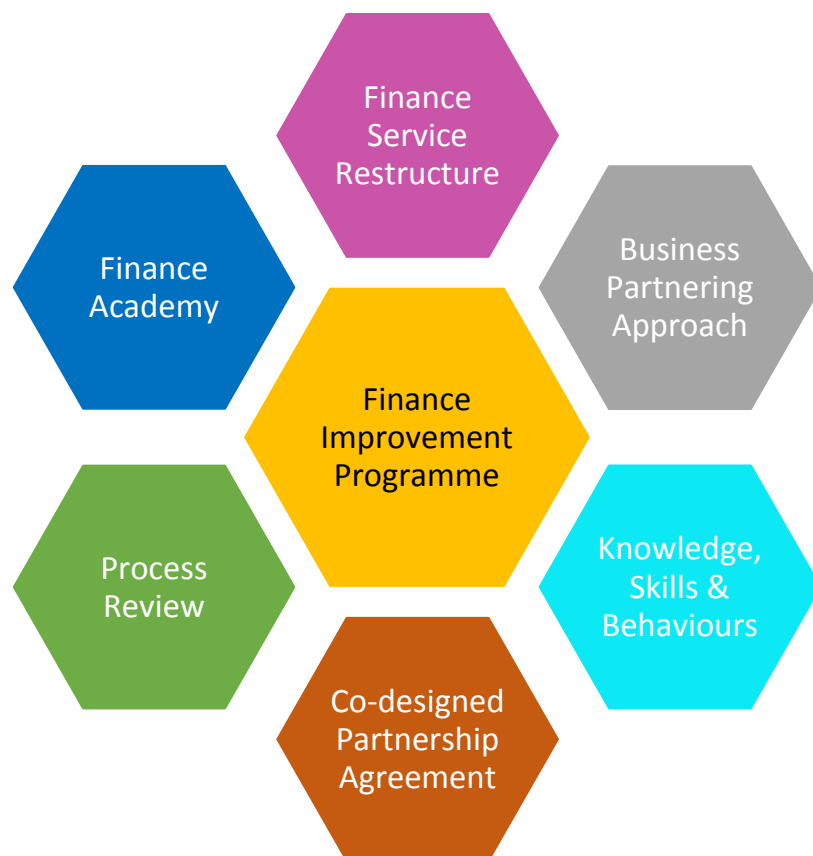 Finance
Service
Restructure
Finance
Academy
Business
Partnering
Approach
Finance
Improvement
Programme
Process
Review
Knowledge,
Skills &
Behaviours
Co-designed
Partnership
Agreement